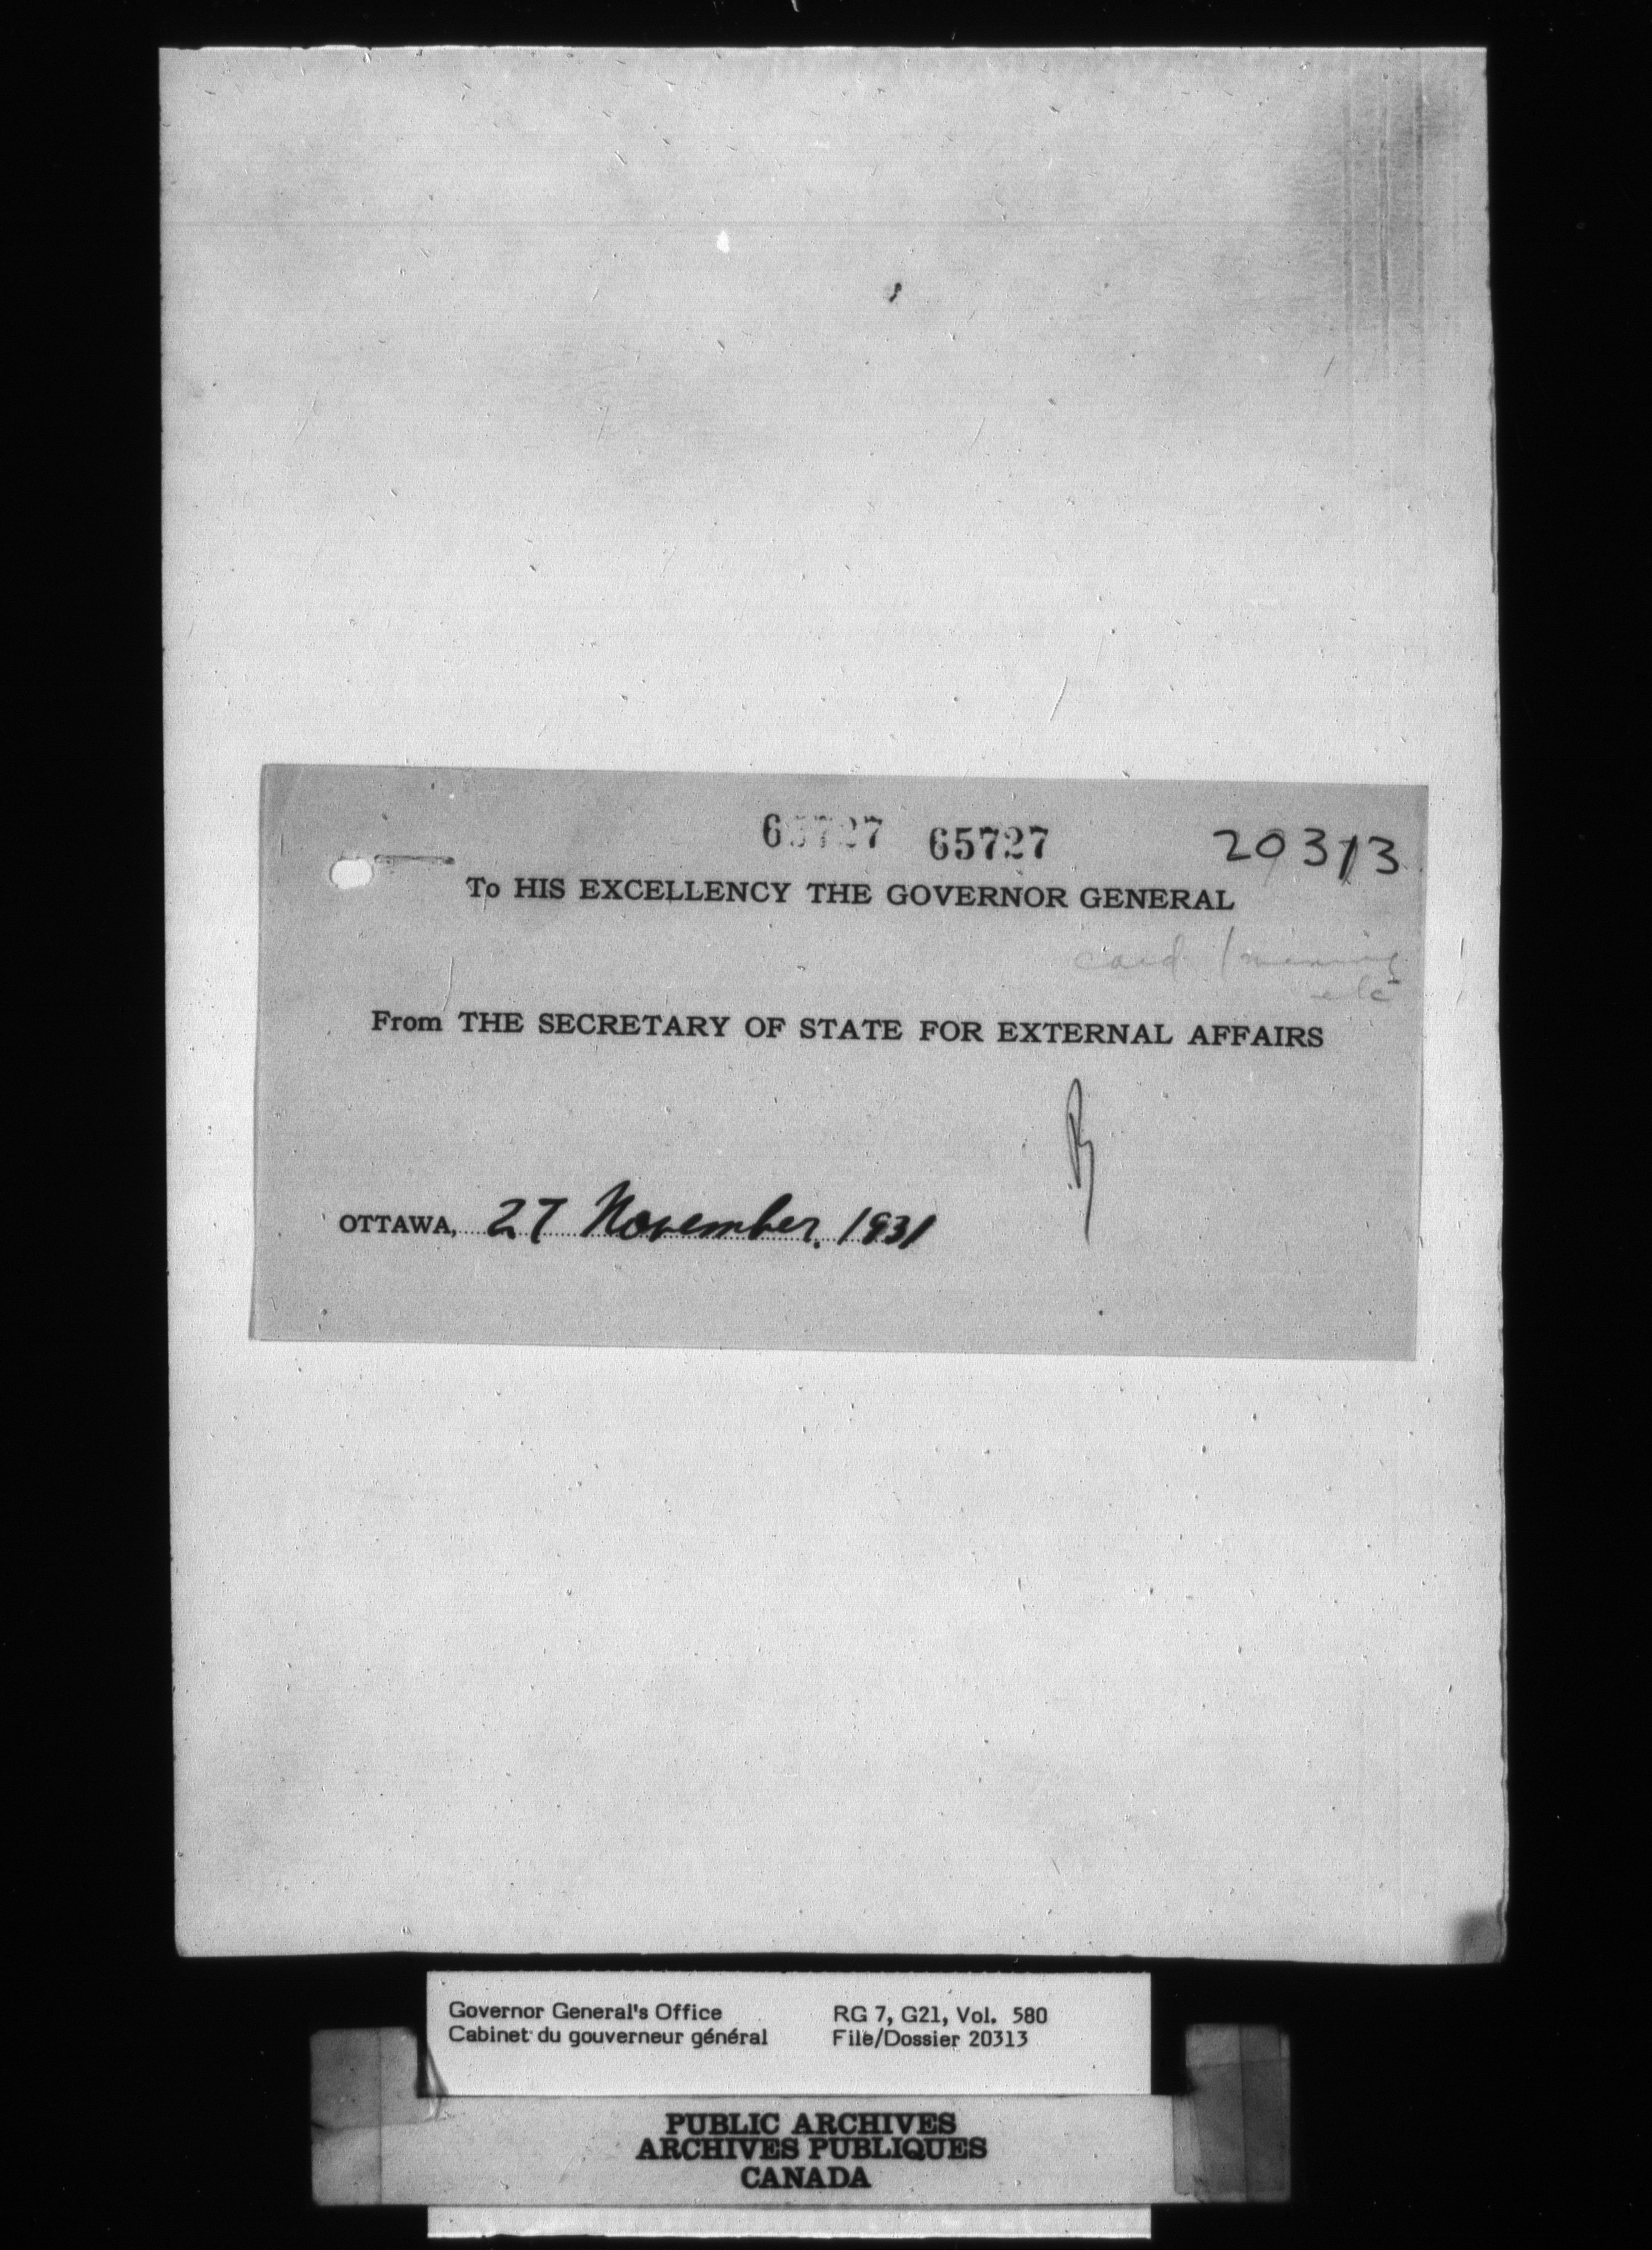 65727 65727 20313
To HIS EXCELLENCY THE GOVERNOR GENERAL
card
etc
From THE SECRETARY OF STATE FOR EXTERNAL AFFAIRS
OTTAWA, 27 November. 1931
Governor General's Office RG 7, G21, Vol. 580
Cabinet du gouverneur général File/Dossier 20313
PUBLIC ARCHIVES
ARCHIVES PUBLIQUES
CANADA